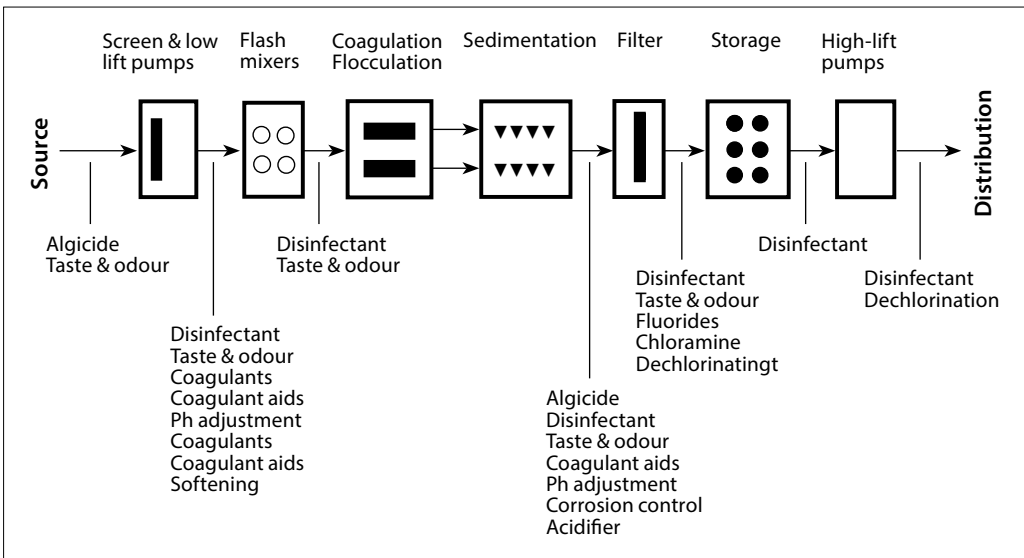 Screen & low
lift pumps
Flash
mixers
Coagulation
Flocculation
Sedimentation
Filter
Storage
High-lift
pumps
Source
Distribution
Algicide
Taste & odour
Disinfectant
Taste & odour
Coagulants
Coagulant aids
Ph adjustment
Coagulants
Coagulant aids
Softening
Disinfectant
Taste & odour
Algicide
Disinfectant
Taste & odour
Coagulant aids
Ph adjustment
Corrosion control
Acidifier
Disinfectant
Taste & odour
Fluorides
Chloramine
Dechlorinatingt
Disinfectant
Disinfectant
Dechlorination